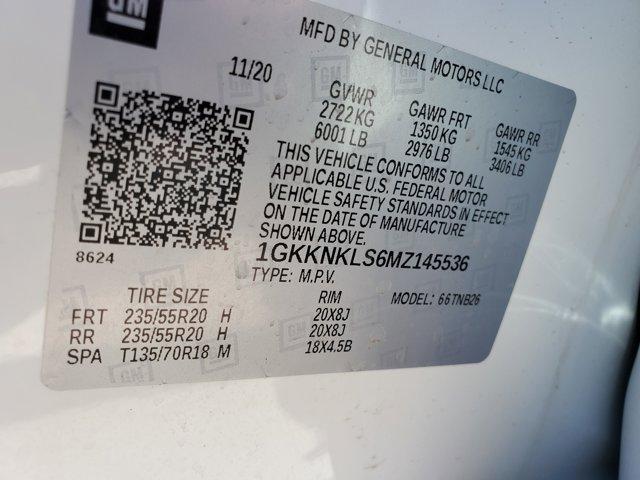 GM
MFD BY GENERAL MOTORS LLC
11/20
GVWR
2722 KG
6001 LB
GAWR FRT
1350 KG
2976 LB
GAWR RR
1545 KG
3406 LB
THIS VEHICLE CONFORMS TO ALL
APPLICABLE U.S. FEDERAL MOTOR
VEHICLE SAFETY STANDARDS IN EFFECT
ON THE DATE OF MANUFACTURE
SHOWN ABOVE.
8624
1GKKNKLS6MZ145536
TYPE: M.P.V.
MODEL: 66TNB26
TIRE SIZE RIM
FRT 235/55R20 H 20X8J
RR 235/55R20 H 20X8J
SPA T135/70R18 M 18X4.5B